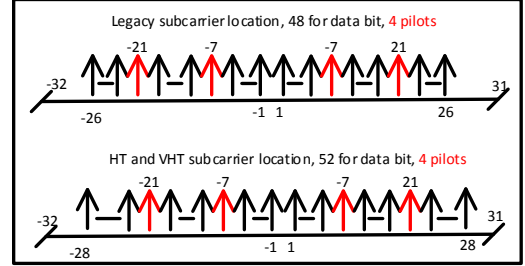 Legacy subcarrier location, 48 for data bit, 4 pilots
-21 -7 -7 21
-32 31
-26 -1 1 26
HT and VHT subcarrier location, 52 for data bit, 4 pilots
-21 -7 -7 21
-32 31
-28 -1 1 28